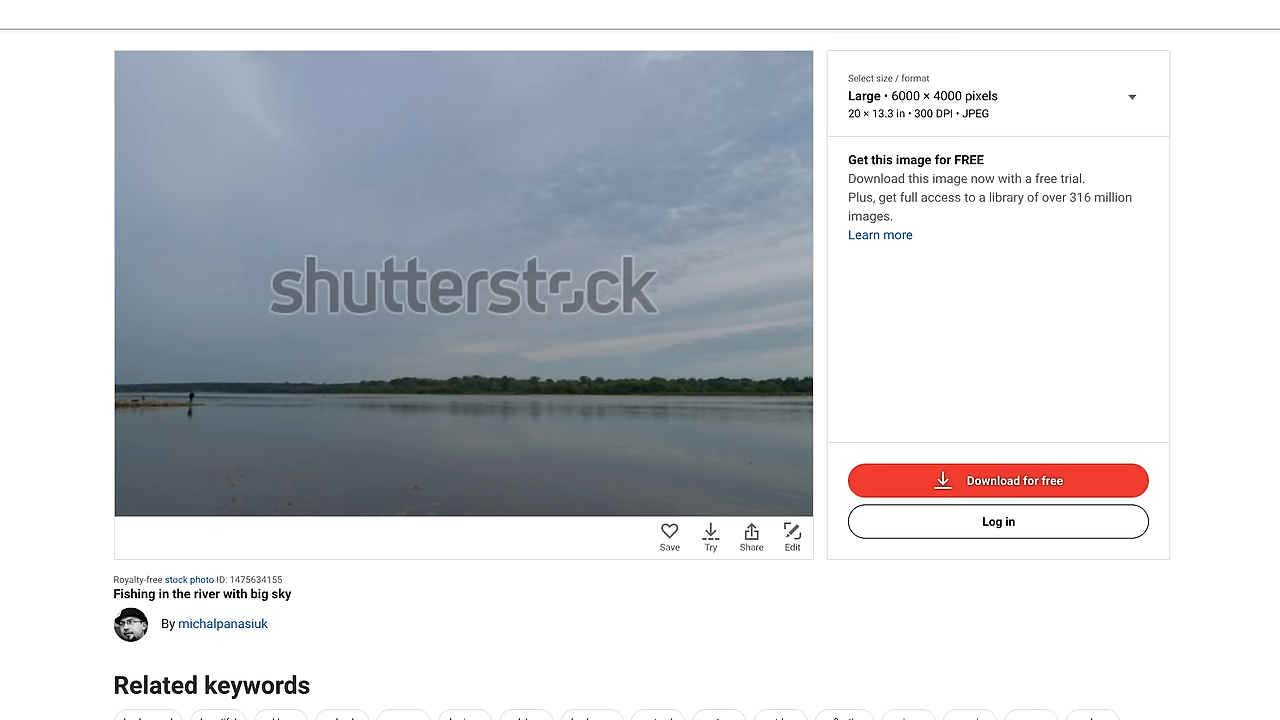 shutterstock
Select size / format
Large • 6000 × 4000 pixels
20 × 13.3 in • 300 DPI • JPEG
Get this image for FREE
Download this image now with a free trial.
Plus, get full access to a library of over 316 million
images.
Learn more
Download for free
Log in
Save
Try
Share
Edit
Royalty-free stock photo ID: 1475634155
Fishing in the river with big sky
By michalpanasiuk
Related keywords